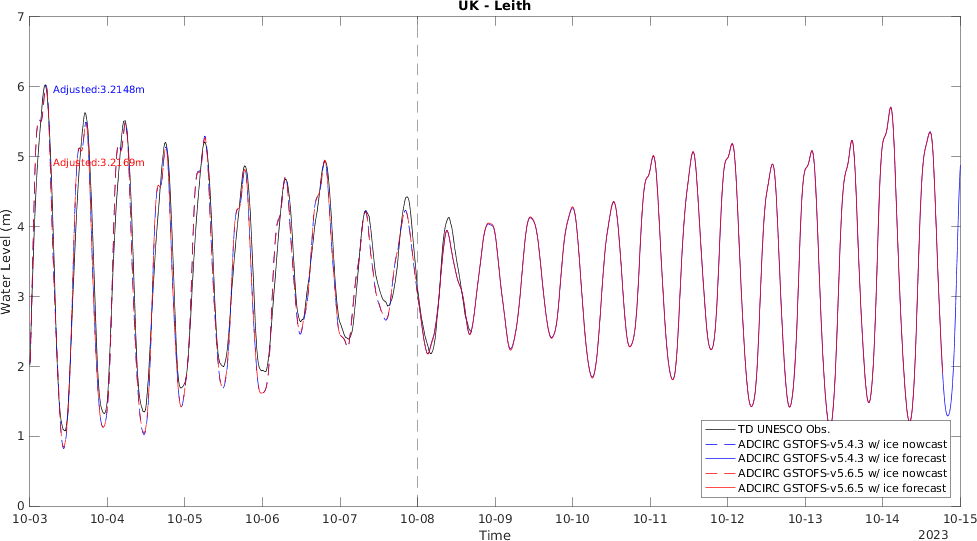 UK - Leith
7
6
5
4
3
2
1
0
Water Level (m)
Adjusted:3.2148m
Adjusted:3.2169m
TD UNESCO Obs.
ADCIRC GSTOFS-v5.4.3 w/ ice nowcast
ADCIRC GSTOFS-v5.4.3 w/ ice forecast
ADCIRC GSTOFS-v5.6.5 w/ ice nowcast
ADCIRC GSTOFS-v5.6.5 w/ ice forecast
10-03 10-04 10-05 10-06 10-07 10-08 10-09 10-10 10-11 10-12 10-13 10-14 10-15
Time
2023